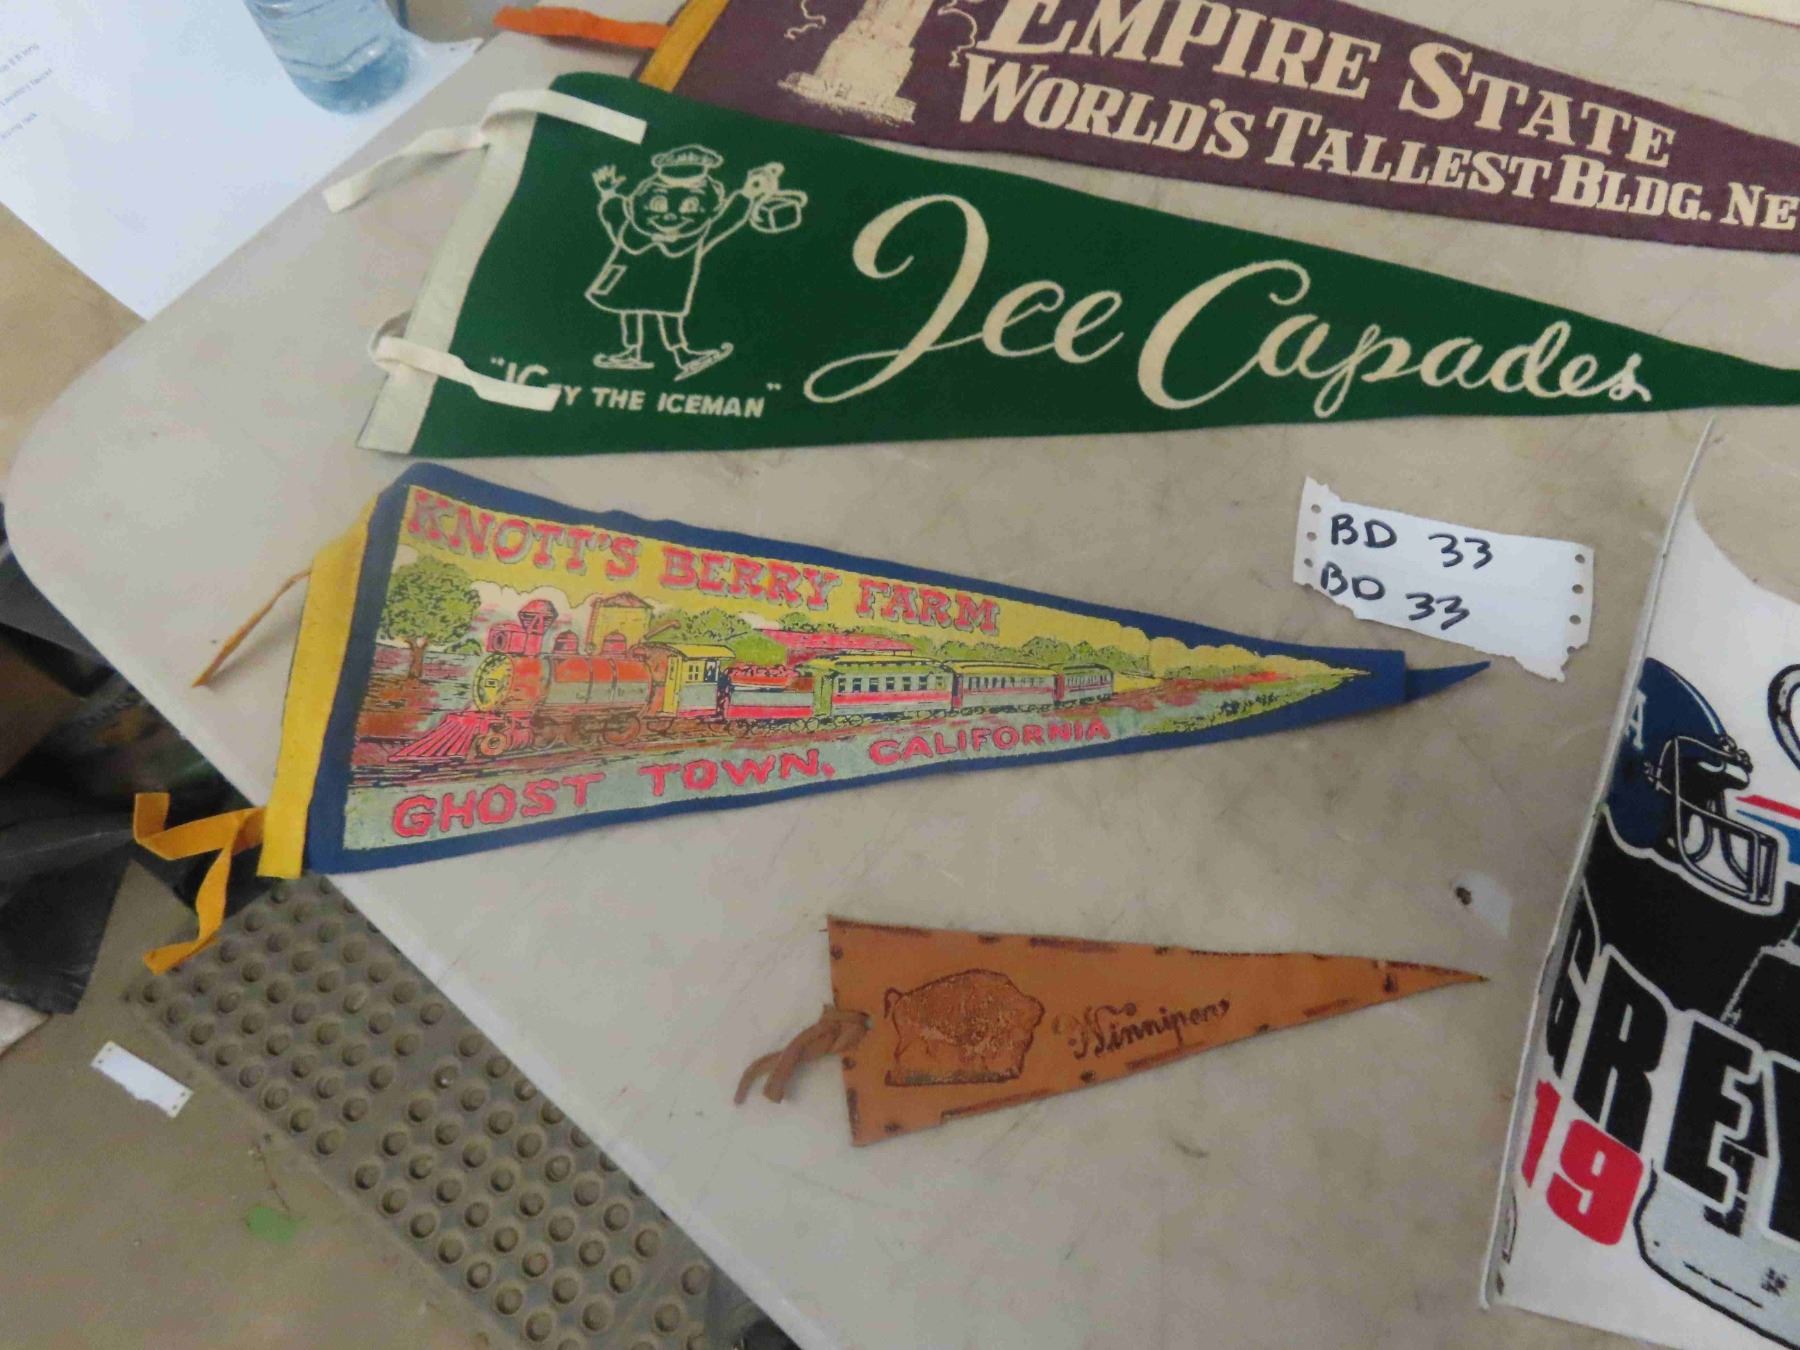 EMPIRE STATE
WORLD'S TALLEST BLDG. NE
Ice Capades
THE ICEMAN"
KNOTT'S BERRY FARM
GHOST TOWN, CALIFORNIA
BD 33
BD 33
Winnipeg
GREY
19